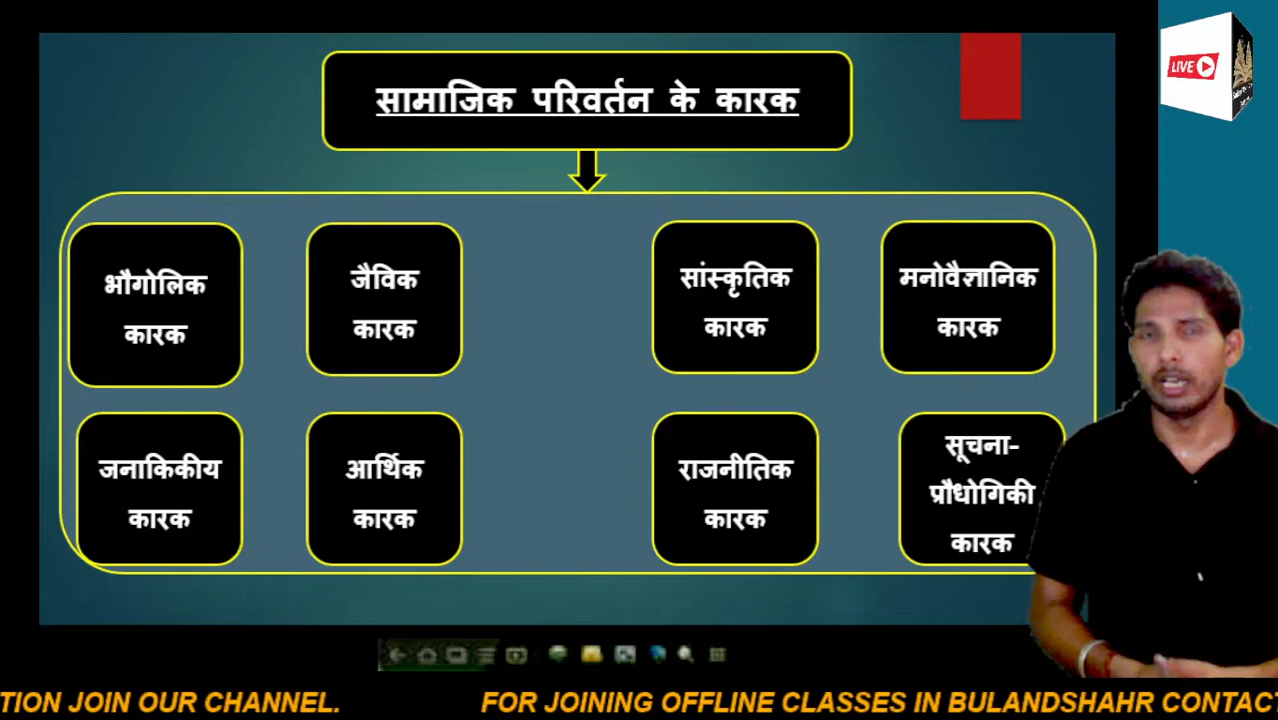 सामाजिक परिवर्तन के कारक
LIVE
भौगोलिक
कारक
जैविक
कारक
सांस्कृतिक
कारक
मनोवैज्ञानिक
कारक
जनाकिकीय
कारक
आर्थिक
कारक
राजनीतिक
कारक
सूचना-
प्रौधोगिकी
कारक
TION JOIN OUR CHANNEL. FOR JOINING OFFLINE CLASSES IN BULANDSHAHR CONTACT